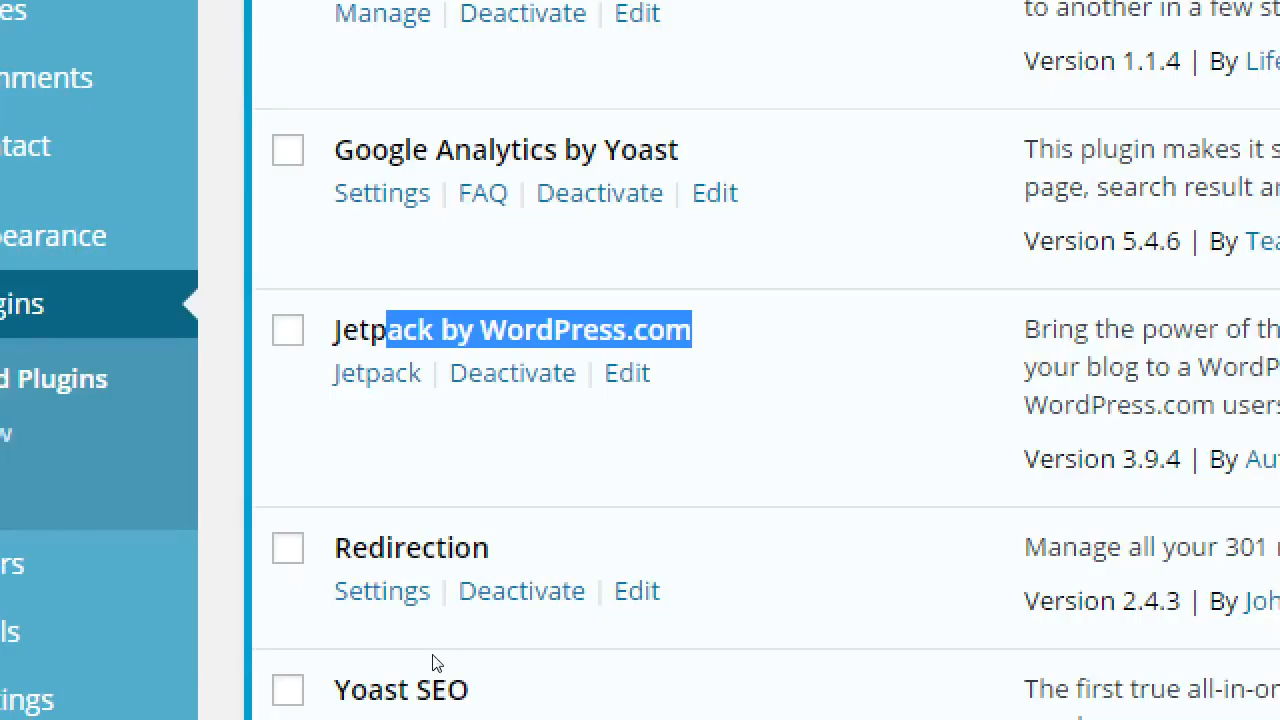 es
Manage | Deactivate | Edit
to another in a few st
mments
Version 1.1.4 | By Life
tact
Google Analytics by Yoast
This plugin makes it s
Settings | FAQ | Deactivate | Edit
page, search result an
pearance
Version 5.4.6 | By Tea
gins
Jetpack by WordPress.com
Bring the power of th
Jetpack | Deactivate | Edit
your blog to a WordP
d Plugins
WordPress.com users
w
Version 3.9.4 | By Aut
Redirection
Manage all your 301 r
rs
Settings | Deactivate | Edit
Version 2.4.3 | By Joh
ls
Yoast SEO
The first true all-in-on
tings